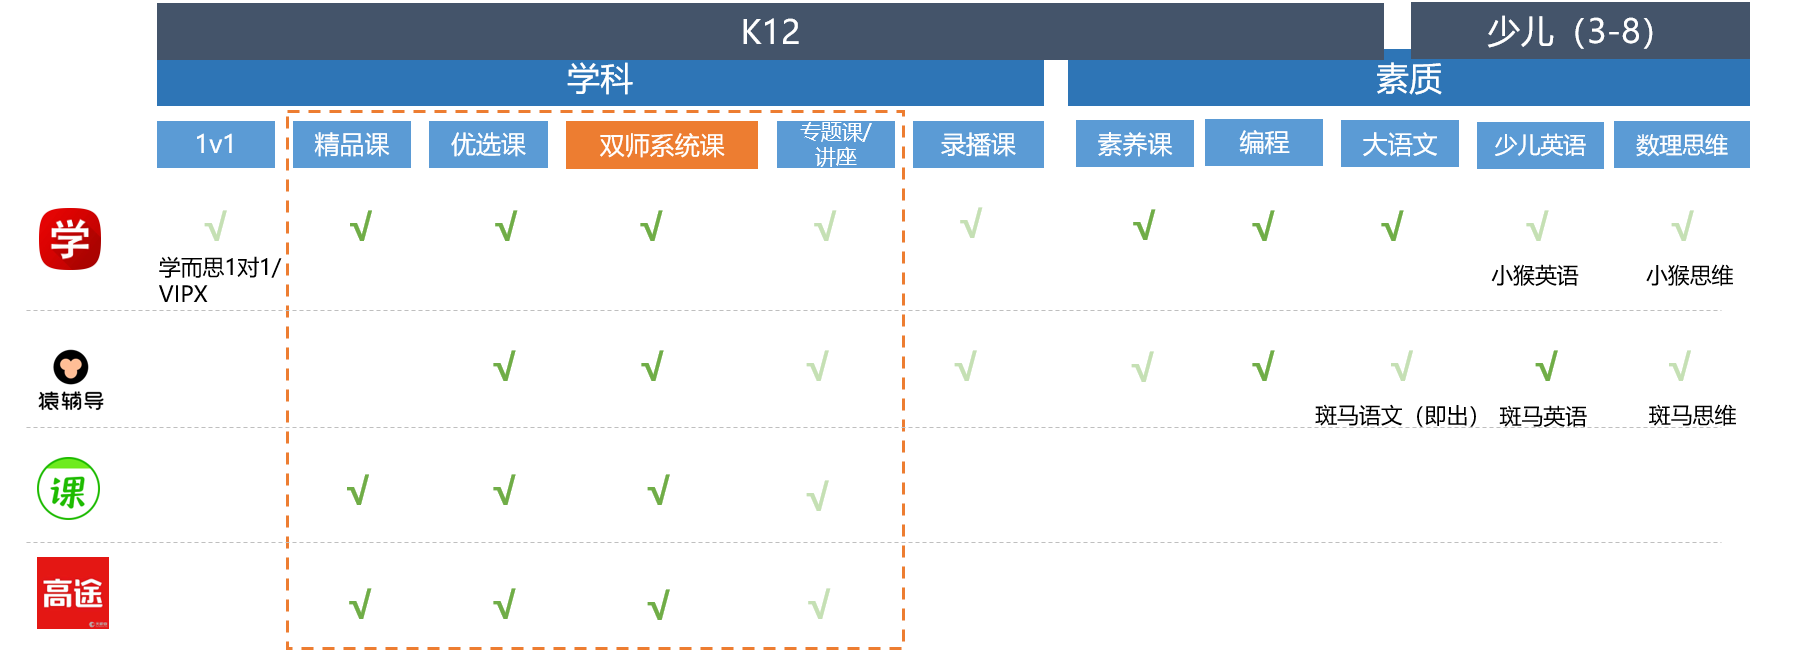 K12
少儿（3-8）
学科
素质
1v1
精品课
优选课
双师系统课
专题课/
讲座
录播课
素养课
编程
大语文
少儿英语
数理思维
学
√
√
√
√
√
√
√
√
√
√
√
学而思1对1/
VIPX
小猴英语
小猴思维
猿辅导
√
√
√
√
√
√
√
√
√
斑马语文（即出）
斑马英语
斑马思维
课
√
√
√
√
高途
√
√
√
√